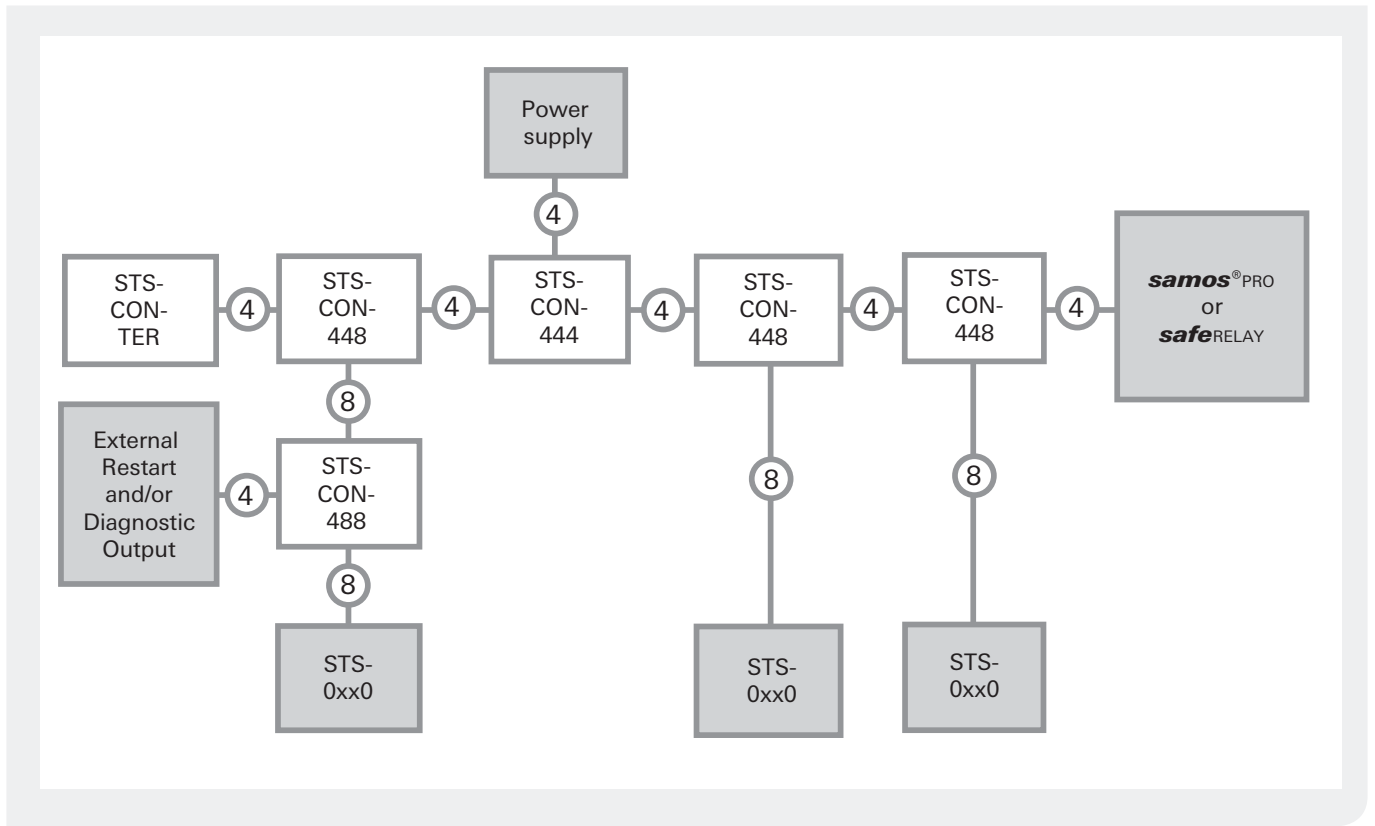 Power
supply
4
STS-
CON-
TER
4
STS-
CON-
448
4
STS-
CON-
444
4
STS-
CON-
448
4
STS-
CON-
448
4
samos®PRO
or
safeRELAY
8
External
Restart
and/or
Diagnostic
Output
4
STS-
CON-
488
8
8
8
STS-
0xx0
STS-
0xx0
STS-
0xx0